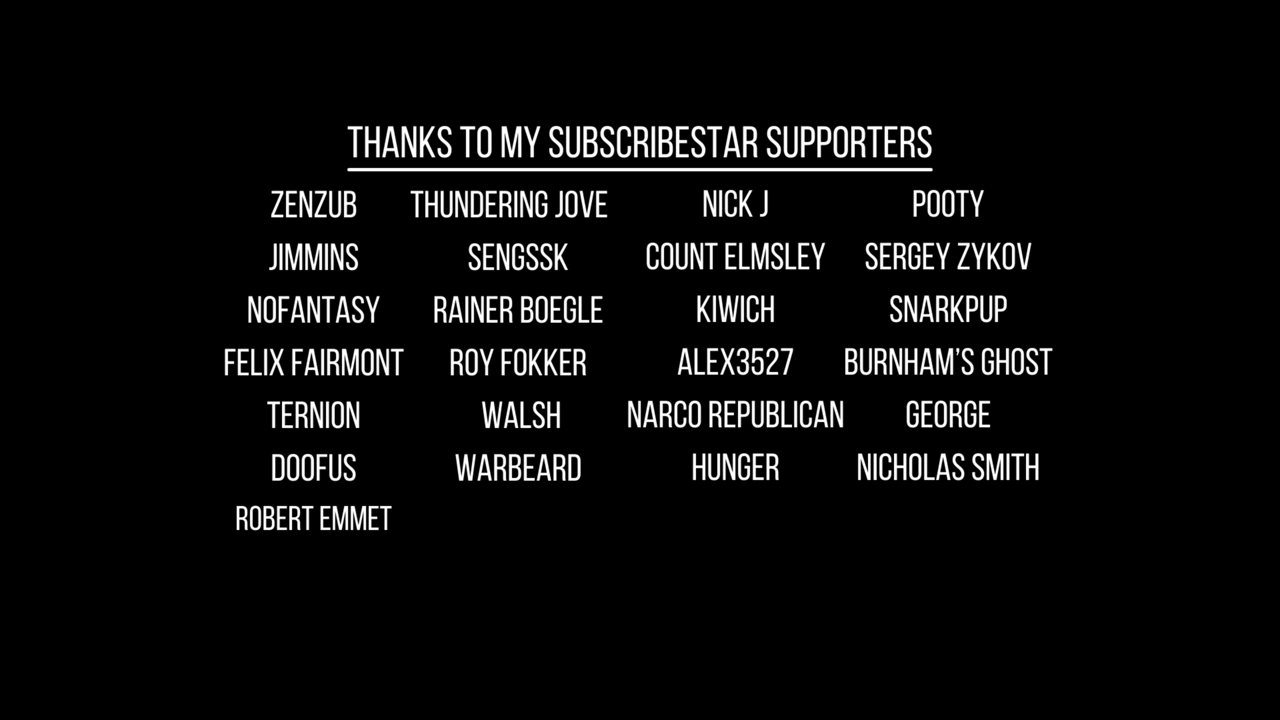 THANKS TO MY SUBSCRIBESTAR SUPPORTERS
ZENZUB THUNDERING JOVE NICK J POOTY
JIMMINS SENGSSK COUNT ELMSLEY SERGEY ZYKOV
NOFANTASY RAINER BOEGLE KIWICH SNARKPUP
FELIX FAIRMONT ROY FOKKER ALEX3527 BURNHAM’S GHOST
TERNION WALSH NARCO REPUBLICAN GEORGE
DOOFUS WARBEARD HUNGER NICHOLAS SMITH
ROBERT EMMET